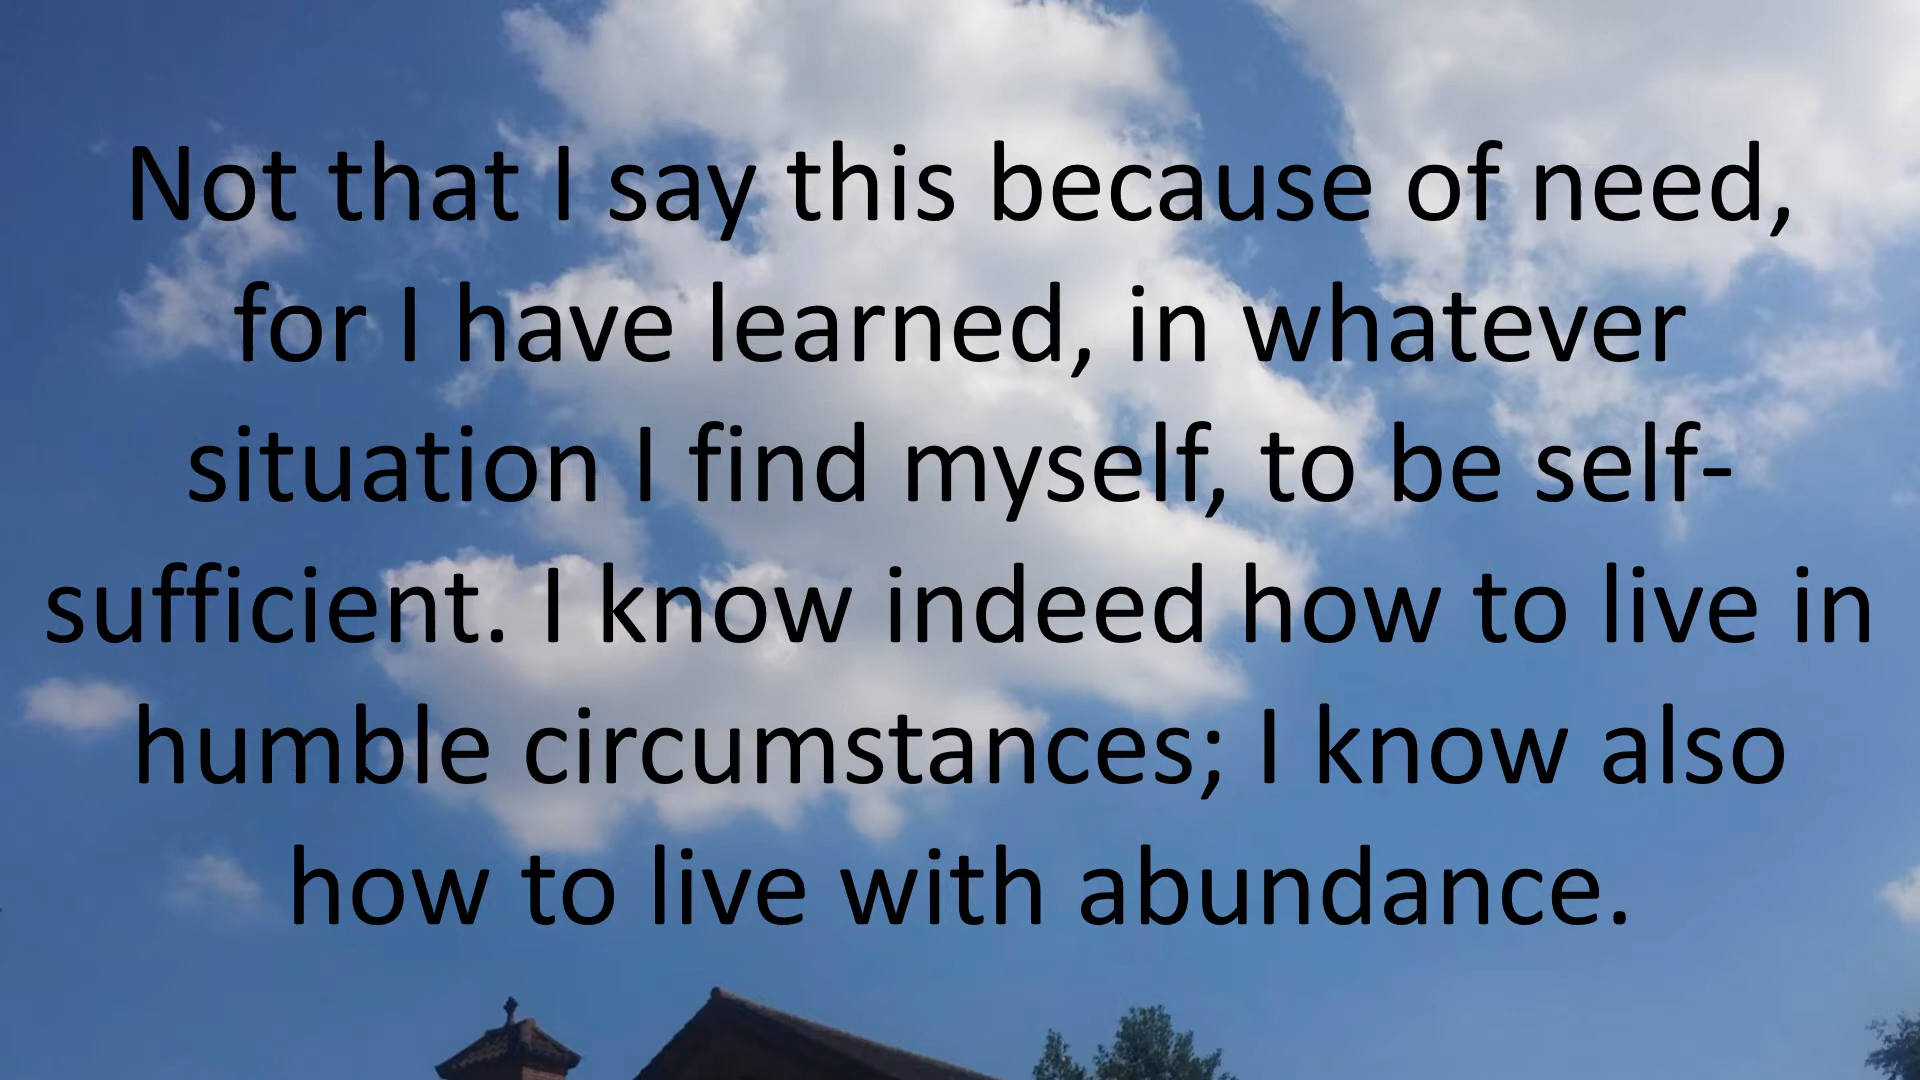 Not that I say this because of need,
for I have learned, in whatever
situation I find myself, to be self-
sufficient. I know indeed how to live in
humble circumstances; I know also
how to live with abundance.